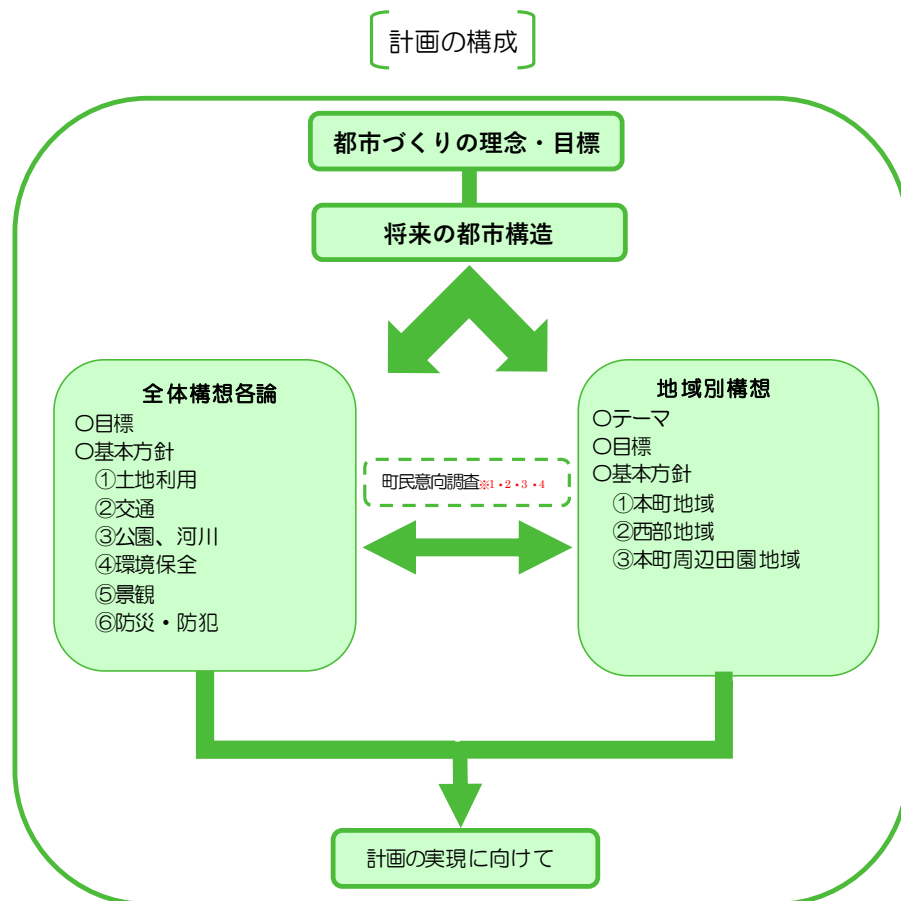 計画の構成
都市づくりの理念・目標
将来の都市構造
全体構想各論
〇目標
〇基本方針
①土地利用
②交通
③公園、河川
④環境保全
⑤景観
⑥防災・防犯
町民意向調査※1・2・3・4
地域別構想
〇テーマ
〇目標
〇基本方針
①本町地域
②西部地域
③本町周辺田園地域
計画の実現に向けて